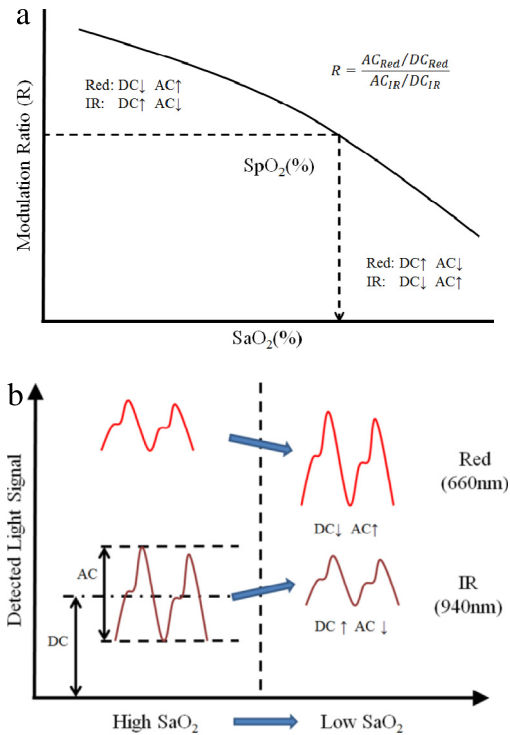 a
R = AC_Red/DC_Red / AC_IR/DC_IR
Red: DC↓ AC↑
IR: DC↑ AC↓
Modulation Ratio (R)
SpO₂(%)
Red: DC↑ AC↓
IR: DC↓ AC↑
SaO₂(%)
b
Detected Light Signal
Red
(660nm)
DC↓ AC↑
AC
IR
(940nm)
DC
DC ↑ AC ↓
High SaO₂ Low SaO₂